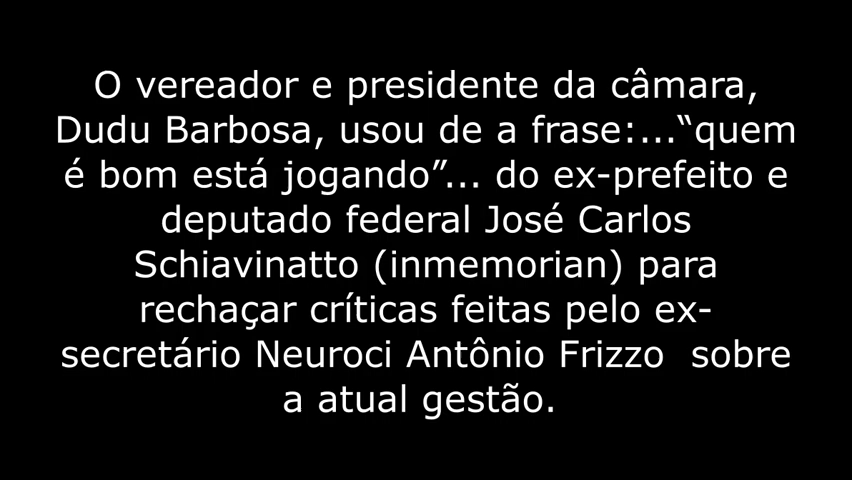 O vereador e presidente da câmara,
Dudu Barbosa, usou de a frase:...“quem
é bom está jogando”... do ex-prefeito e
deputado federal José Carlos
Schiavinatto (inmemorian) para
rechaçar críticas feitas pelo ex-
secretário Neuroci Antônio Frizzo  sobre
a atual gestão.